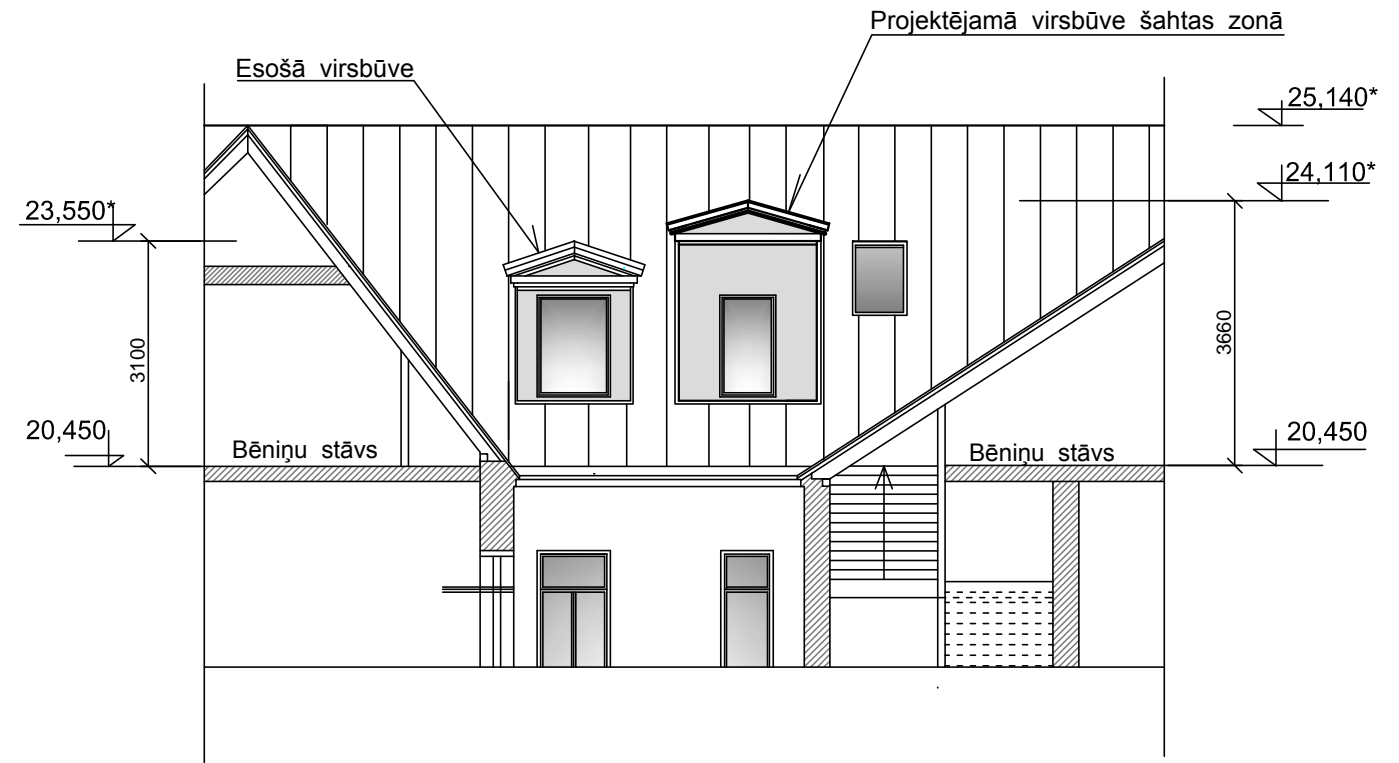 Projektējamā virsbūve šahtas zonā
Esošā virsbūve
25,140*
24,110*
23,550*
3100
3660
20,450
20,450
Bēniņu stāvs
Bēniņu stāvs